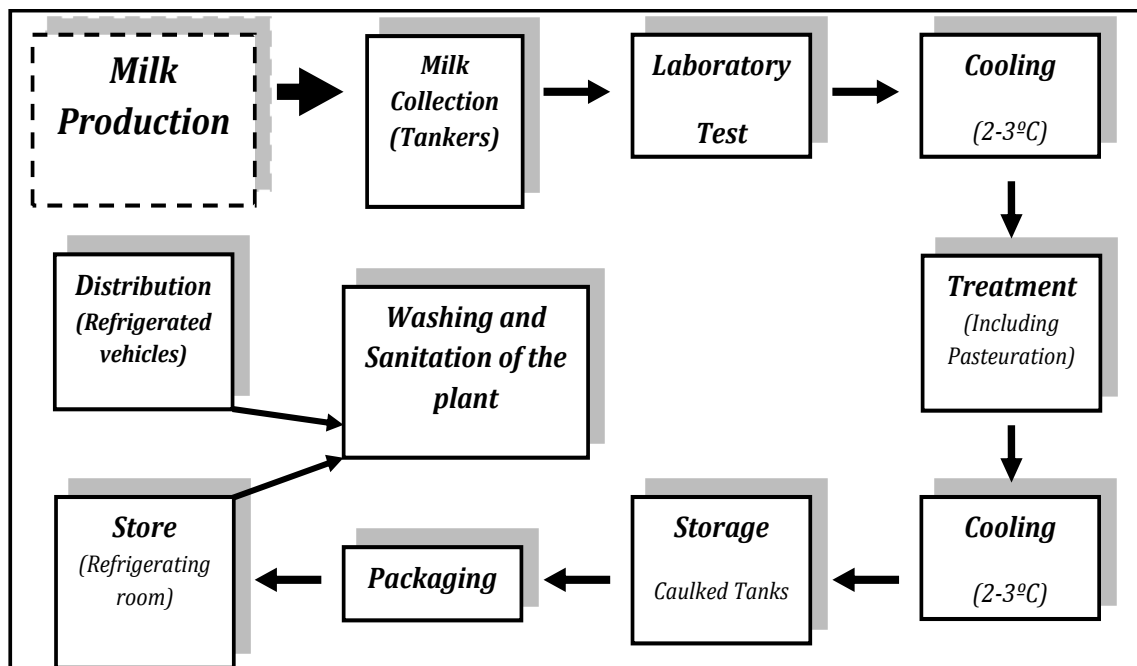 Milk
Production
Milk
Collection
(Tankers)
Laboratory
Test
Cooling
(2-3ºC)
Distribution
(Refrigerated
vehicles)
Washing and
Sanitation of the
plant
Treatment
(Including
Pasteuration)
Store
(Refrigerating
room)
Packaging
Storage
Caulked Tanks
Cooling
(2-3ºC)